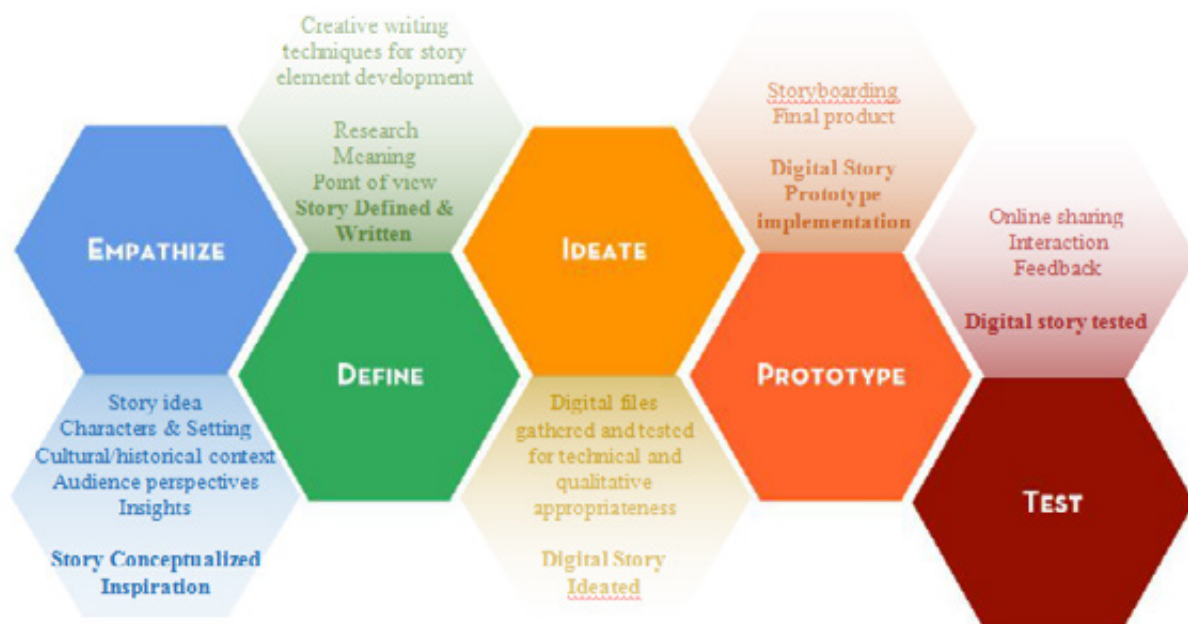 EMPATHIZE
Story idea
Characters & Setting
Cultural/historical context
Audience perspectives
Insights
Story Conceptualized
Inspiration
Creative writing
techniques for story
element development
Research
Meaning
Point of view
Story Defined &
Written
DEFINE
IDEATE
Digital files
gathered and tested
for technical and
qualitative
appropriateness
Digital Story
Ideated
Storyboarding
Final product
Digital Story
Prototype
implementation
PROTOTYPE
Online sharing
Interaction
Feedback
Digital story tested
TEST